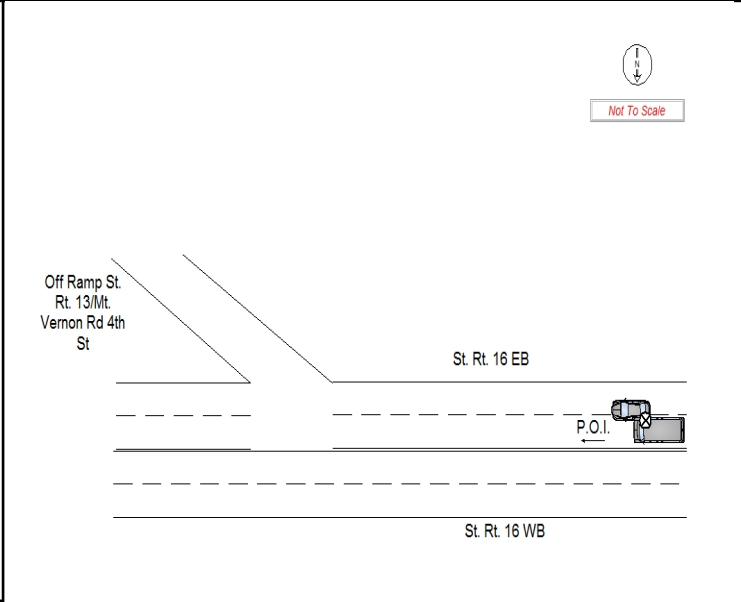 N
Not To Scale
Off Ramp St.
Rt. 13/Mt.
Vernon Rd 4th
St
St. Rt. 16 EB
P.O.I.
St. Rt. 16 WB